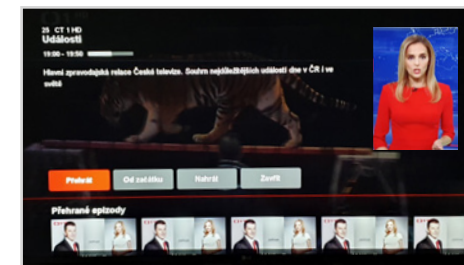 25 CT 1 HD
Události
19:00 - 19:50
Hlavní zpravodajská relace České televize. Souhrn nejdůležitějších událostí dne v ČR i ve
světě
Přehrát
Od začátku
Nahrát
Zavřít
Přehrané epizody